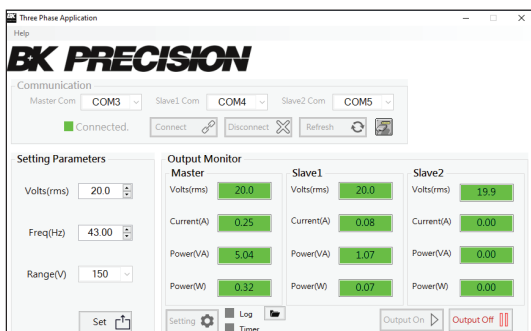 Three Phase Application
Help
BK PRECISION
Communication
Master Com COM3 Slave1 Com COM4 Slave2 Com COM5
Connected. Connect Disconnect Refresh
Setting Parameters
Volts(rms) 20.0
Freq(Hz) 43.00
Range(V) 150
Set
Output Monitor
Master Slave1 Slave2
Volts(rms) 20.0 Volts(rms) 20.0 Volts(rms) 19.9
Current(A) 0.25 Current(A) 0.08 Current(A) 0.00
Power(VA) 5.04 Power(VA) 1.07 Power(VA) 0.00
Power(W) 0.32 Power(W) 0.07 Power(W) 0.00
Setting Log Output On Output Off
Timer